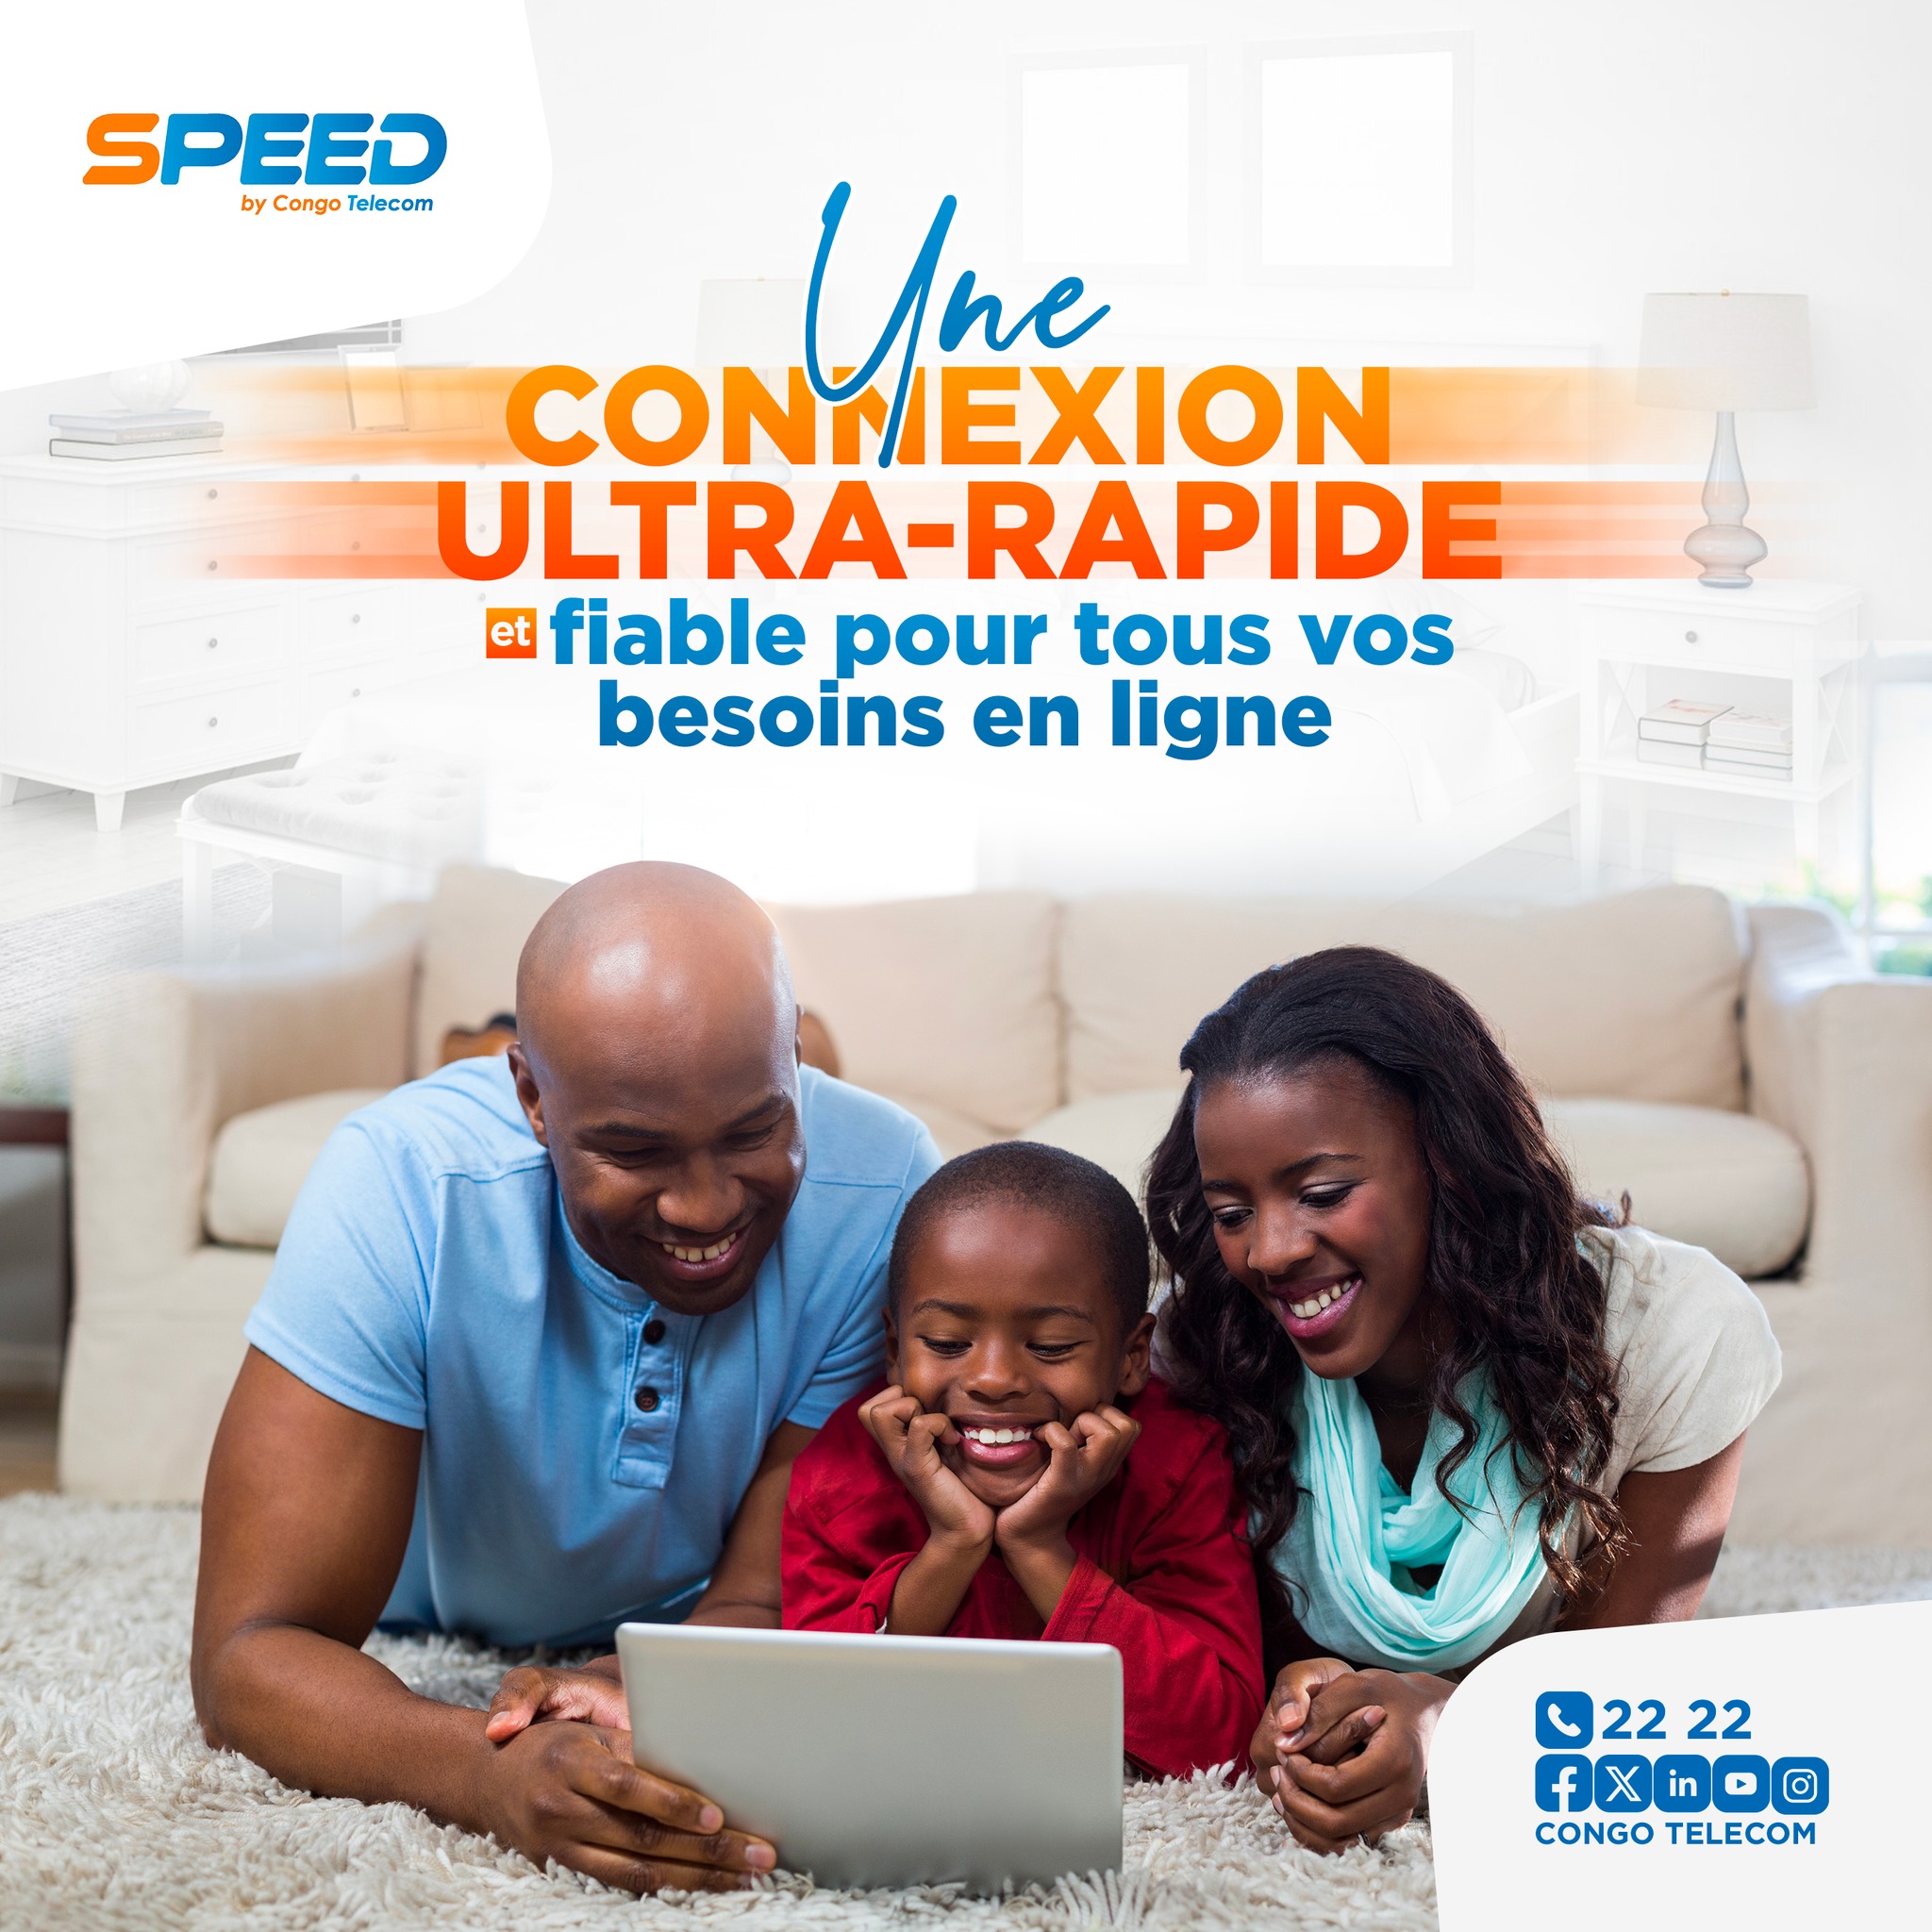 SPEED
by Congo Telecom
Une
CONNEXION
ULTRA-RAPIDE
et fiable pour tous vos
besoins en ligne
22 22
CONGO TELECOM